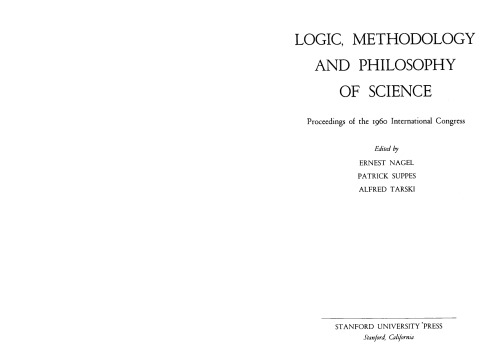 LOGIC, METHODOLOGY
AND PHILOSOPHY
OF SCIENCE
Proceedings of the 1960 International Congress
Edited by
ERNEST NAGEL
PATRICK SUPPES
ALFRED TARSKI
STANFORD UNIVERSITY PRESS
Stanford, California